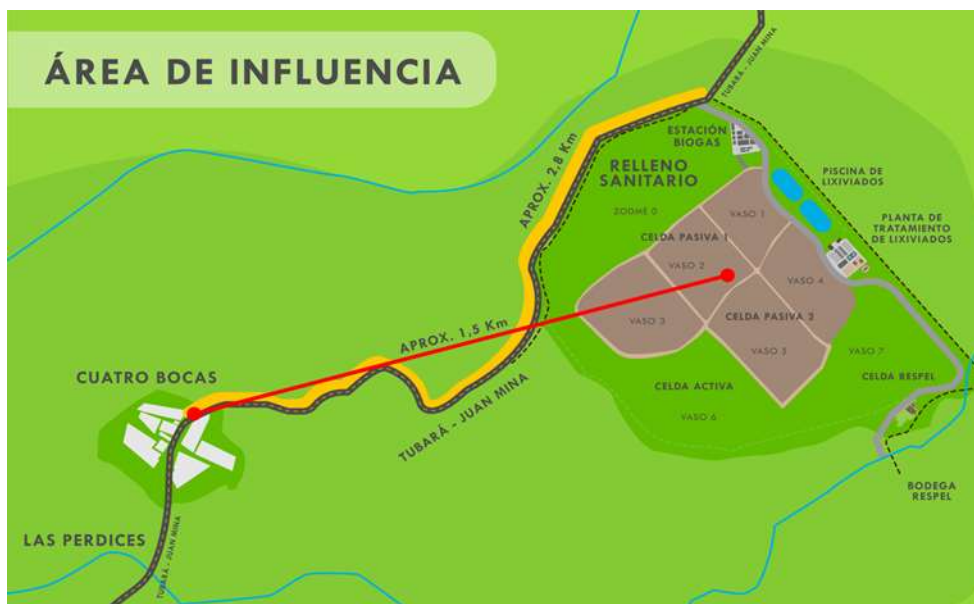 ÁREA DE INFLUENCIA
TUBARÁ - JUAN MINA
ESTACIÓN
BIOGAS
RELLENO
SANITARIO
PISCINA DE
LIXIVIADOS
APROX. 2,8 Km
ZODME 0
VASO 1
PLANTA DE
TRATAMIENTO
DE LIXIVIADOS
CELDA PASIVA 1
VASO 2
VASO 4
VASO 3
CELDA PASIVA 2
APROX. 1,5 Km
VASO 5
VASO 7
CUATRO BOCAS
CELDA RESPEL
CELDA ACTIVA
TUBARÁ - JUAN MINA
VASO 6
BODEGA
RESPEL
LAS PERDICES
TUBARÁ - JUAN MINA